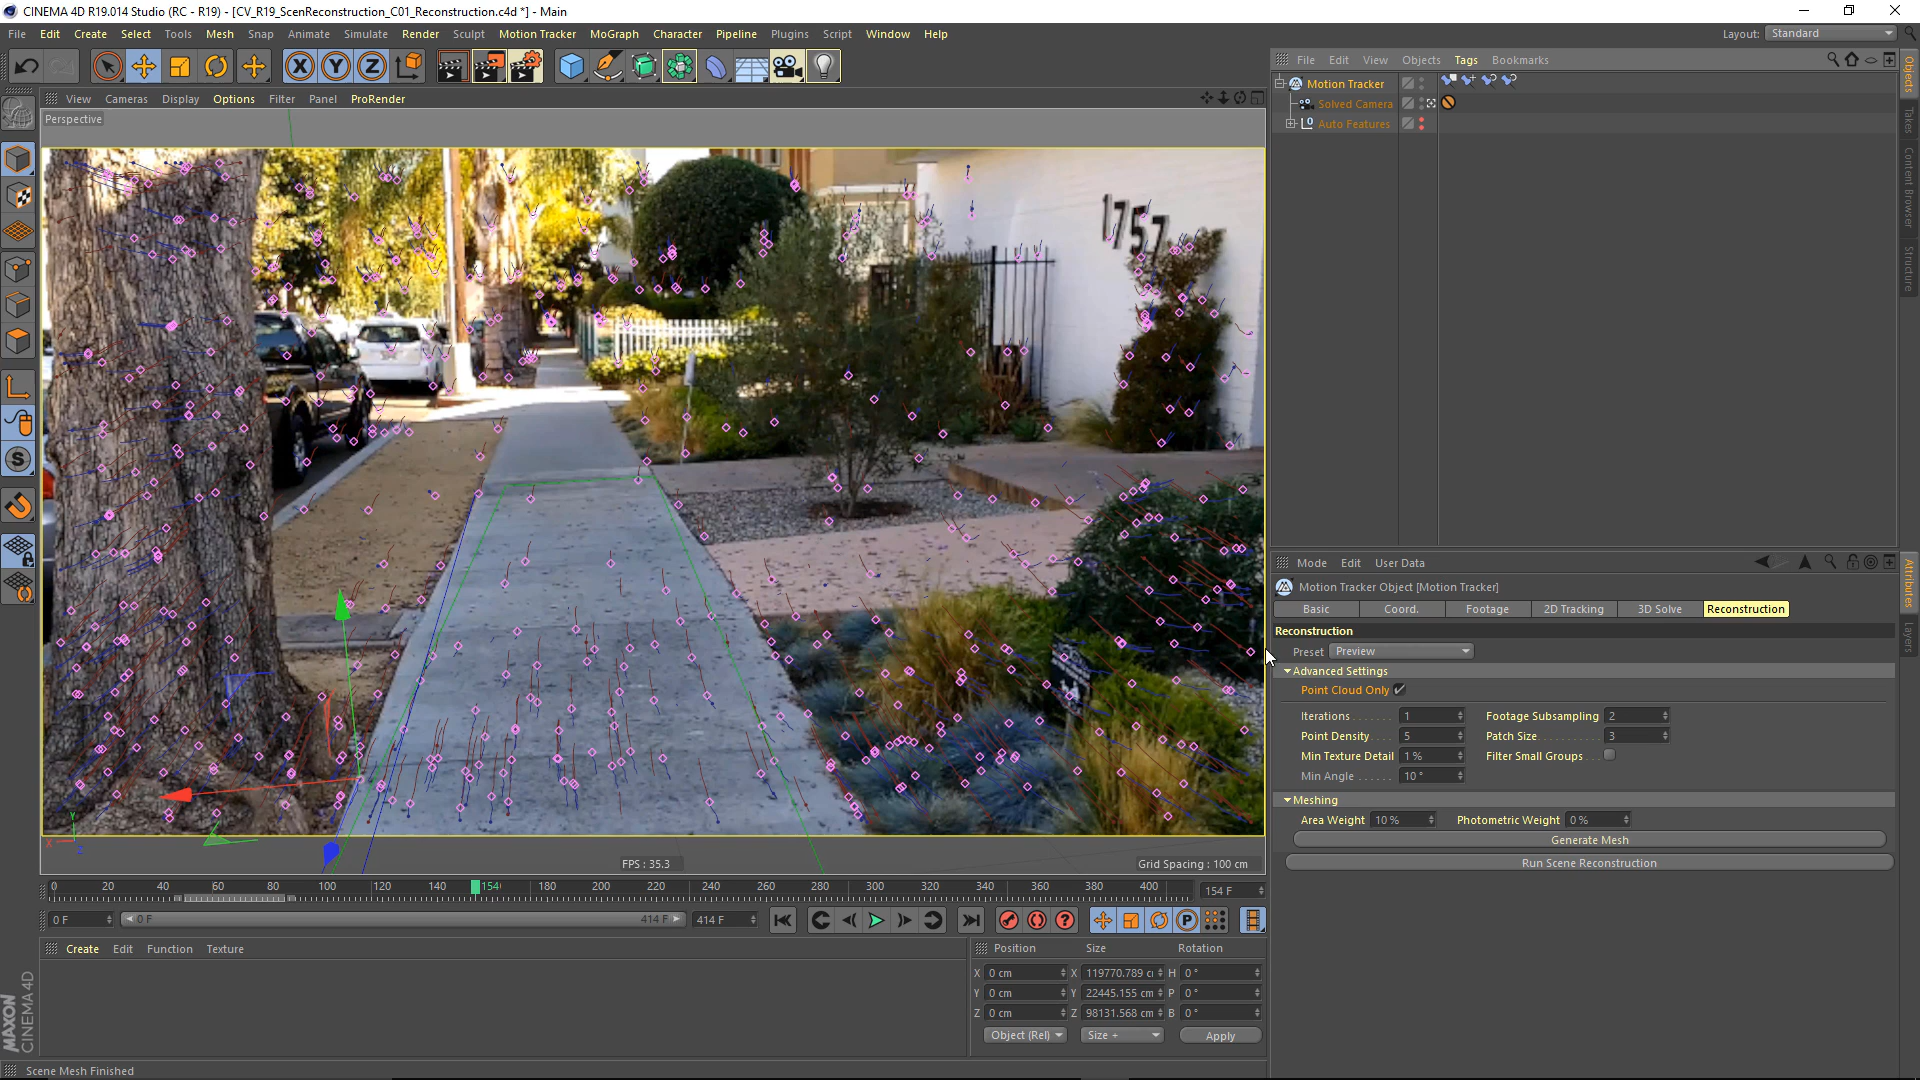 CINEMA 4D R19.014 Studio (RC - R19) - [CV_R19_ScenReconstruction_C01_Reconstruction.c4d *] - Main
File Edit Create Select Tools Mesh Snap Animate Simulate Render Sculpt Motion Tracker MoGraph Character Pipeline Plugins Script Window Help
Layout: Standard
X Y Z
View Cameras Display Options Filter Panel ProRender
Perspective
1757
FPS : 35.3
Grid Spacing : 100 cm
0 20 40 60 80 100 120 140 154 180 200 220 240 260 280 300 320 340 360 380 400
154 F
0 F
0 F
414 F
414 F
P
Create Edit Function Texture
Position Size Rotation
X 0 cm X 119770.789 c H 0 °
Y 0 cm Y 22445.155 cm P 0 °
Z 0 cm Z 98131.568 cm B 0 °
Object (Rel) Size + Apply
MAXON
CINEMA 4D
Scene Mesh Finished
File Edit View Objects Tags Bookmarks
Motion Tracker
Solved Camera
Auto Features
Objects
Takes
Content Browser
Structure
Mode Edit User Data
Motion Tracker Object [Motion Tracker]
Basic Coord. Footage 2D Tracking 3D Solve Reconstruction
Reconstruction
Preset Preview
Advanced Settings
Point Cloud Only
Iterations 1 Footage Subsampling 2
Point Density 5 Patch Size 3
Min Texture Detail 1 % Filter Small Groups
Min Angle 10 °
Meshing
Area Weight 10 % Photometric Weight 0 %
Generate Mesh
Run Scene Reconstruction
Attributes
Layers